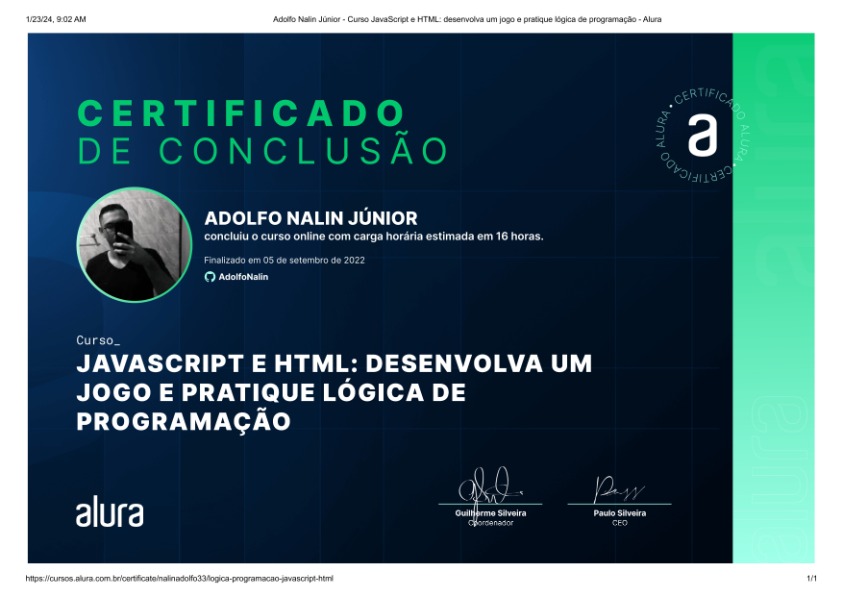 1/23/24, 9:02 AM
Adolfo Nalin Júnior - Curso JavaScript e HTML: desenvolva um jogo e pratique lógica de programação - Alura
CERTIFICADO
DE CONCLUSÃO
CERTIFICADO ALURA • CERTIFICADO ALURA •
a
ADOLFO NALIN JÚNIOR
concluiu o curso online com carga horária estimada em 16 horas.
Finalizado em 05 de setembro de 2022
AdolfoNalin
Curso_
JAVASCRIPT E HTML: DESENVOLVA UM
JOGO E PRATIQUE LÓGICA DE
PROGRAMAÇÃO
alura
Guilherme Silveira
Coordenador
Paulo Silveira
CEO
alura
alura
alura
https://cursos.alura.com.br/certificate/nalinadolfo33/logica-programacao-javascript-html
1/1